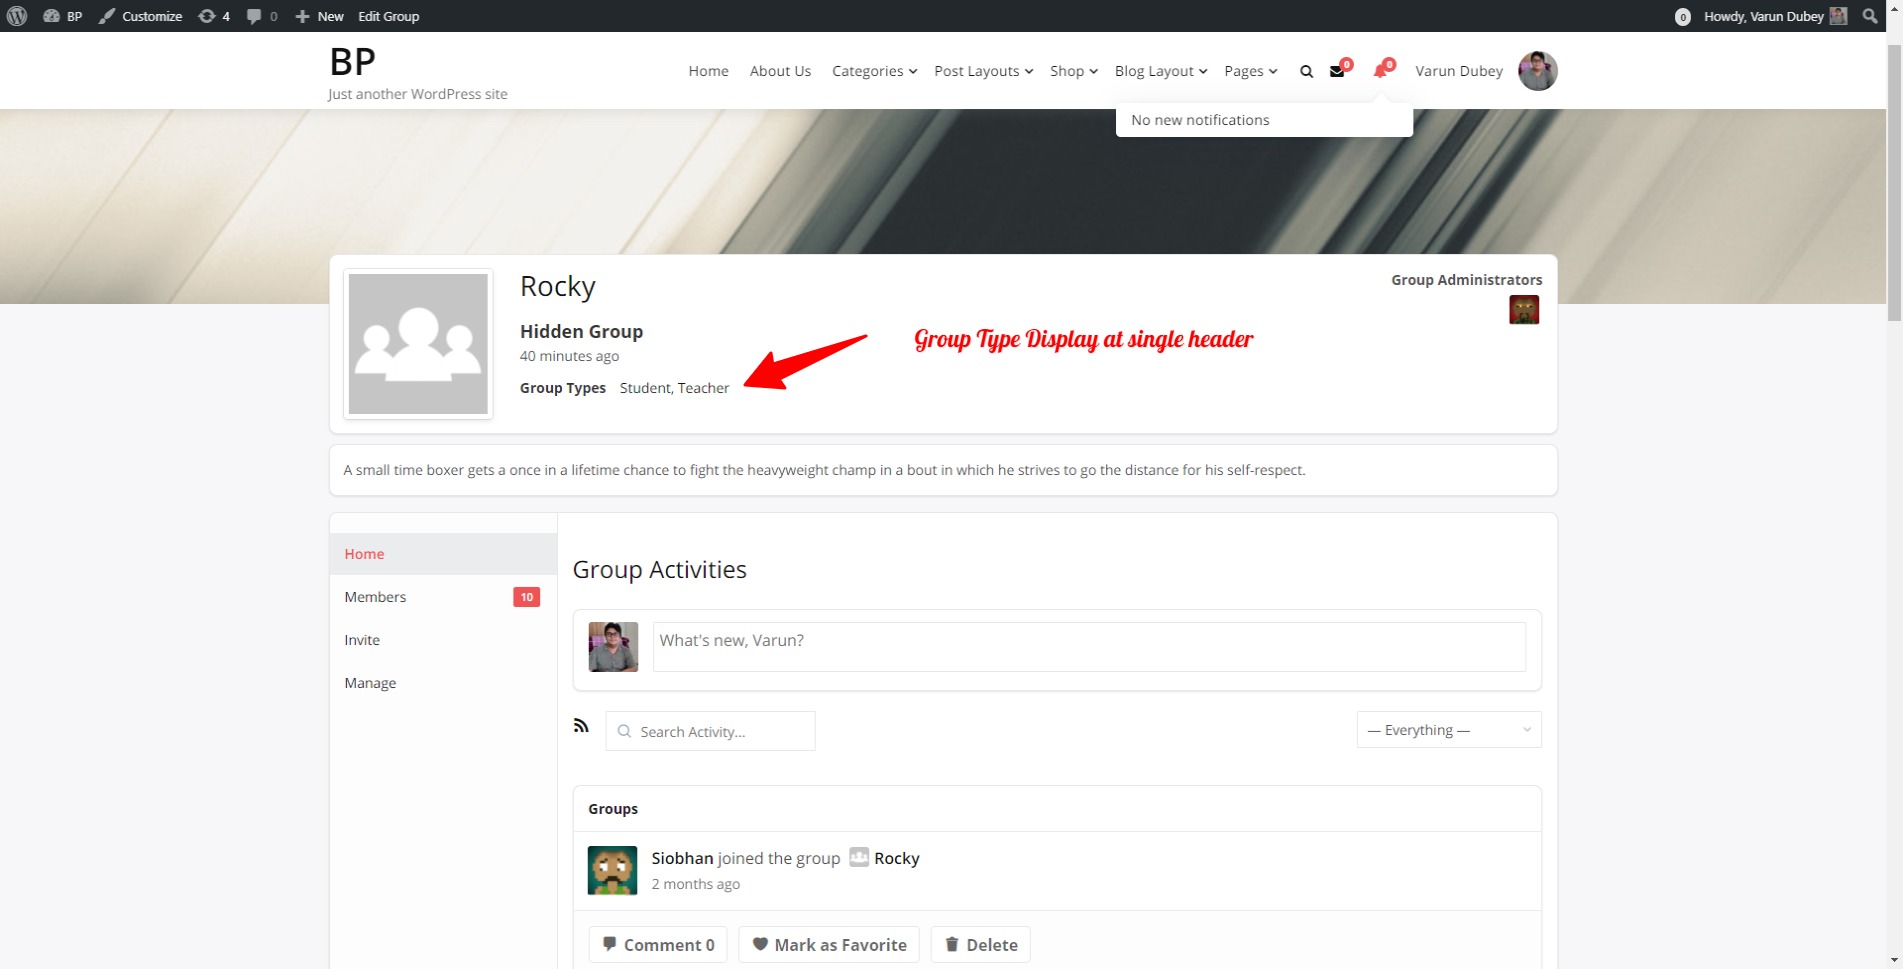 BP Customize 4 0 New Edit Group 0 Howdy, Varun Dubey
BP
Just another WordPress site
Home About Us Categories Post Layouts Shop Blog Layout Pages 0 0 Varun Dubey
No new notifications
Rocky
Group Administrators
Hidden Group
40 minutes ago
Group Type Display at single header
Group Types Student, Teacher
A small time boxer gets a once in a lifetime chance to fight the heavyweight champ in a bout in which he strives to go the distance for his self-respect.
Home
Members 10
Invite
Manage
Group Activities
What's new, Varun?
Search Activity...
— Everything —
Groups
Siobhan joined the group Rocky
2 months ago
Comment 0 Mark as Favorite Delete